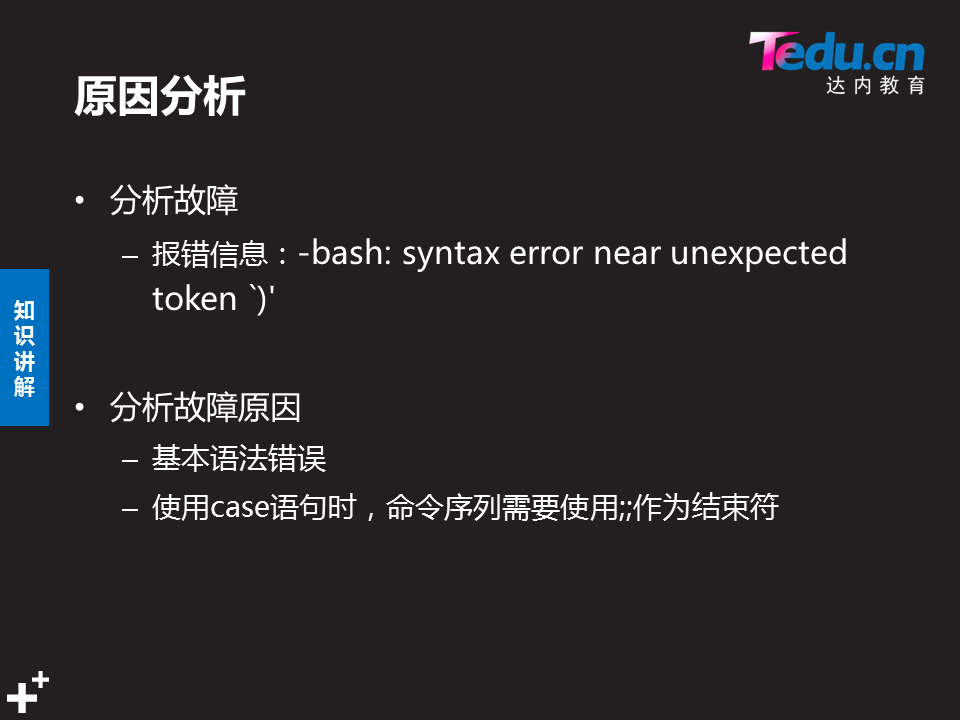 Tedu.cn
达内教育
原因分析
• 分析故障
– 报错信息：-bash: syntax error near unexpected
token `)'
知识讲解
• 分析故障原因
– 基本语法错误
– 使用case语句时，命令序列需要使用;;作为结束符